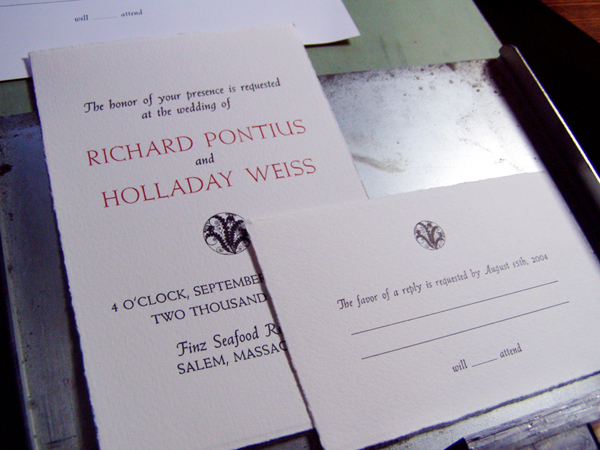 will ____ attend
The honor of your presence is requested
at the wedding of
RICHARD PONTIUS
and
HOLLADAY WEISS
4 O'CLOCK, SEPTEMBER
TWO THOUSAND
Finz Seafood
SALEM,
The favor of a reply is requested by August 15th, 2004
will ____ attend